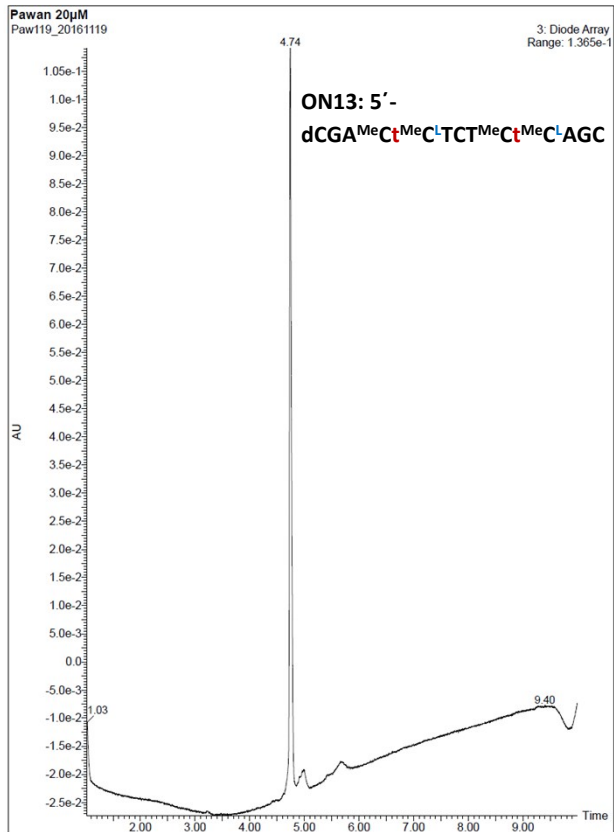 Pawan 20µM
Paw119_20161119
3: Diode Array
Range: 1.365e-1
4.74
ON13: 5´-
dCGAᴹᵉCtᴹᵉCᴸTCTᴹᵉCtᴹᵉCᴸAGC
1.05e-1
1.0e-1
9.5e-2
9.0e-2
8.5e-2
8.0e-2
7.5e-2
7.0e-2
6.5e-2
6.0e-2
5.5e-2
5.0e-2
4.5e-2
4.0e-2
AU
3.5e-2
3.0e-2
2.5e-2
2.0e-2
1.5e-2
1.0e-2
5.0e-3
0.0
-5.0e-3
1.03
9.40
-1.0e-2
-1.5e-2
-2.0e-2
-2.5e-2
Time
2.00 3.00 4.00 5.00 6.00 7.00 8.00 9.00